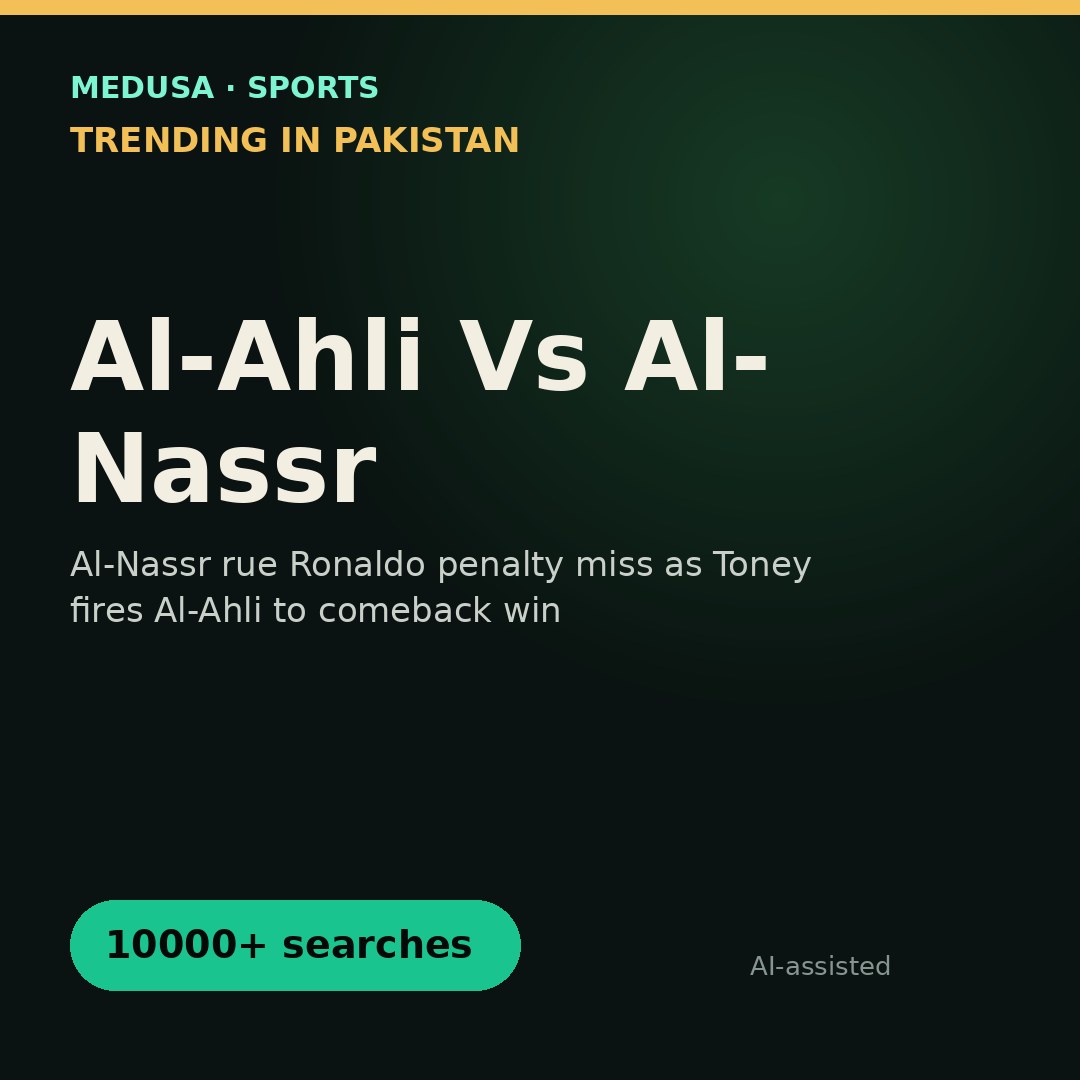 MEDUSA · SPORTS
TRENDING IN PAKISTAN
Al-Ahli Vs Al-
Nassr
Al-Nassr rue Ronaldo penalty miss as Toney
fires Al-Ahli to comeback win
10000+ searches
AI-assisted